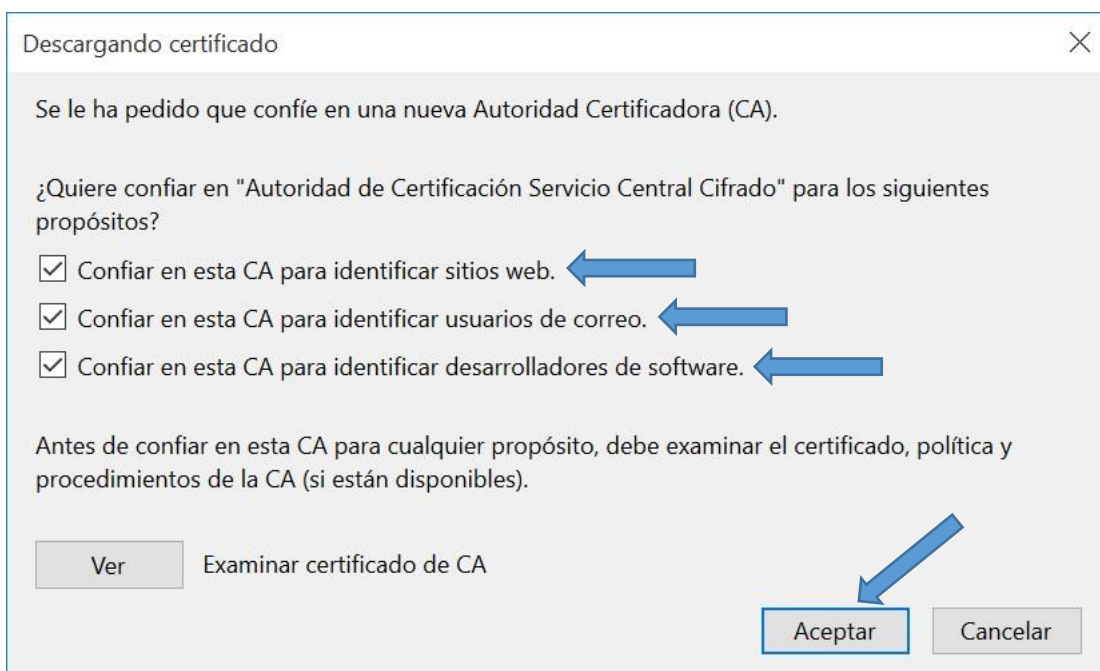 Descargando certificado
Se le ha pedido que confíe en una nueva Autoridad Certificadora (CA).
¿Quiere confiar en "Autoridad de Certificación Servicio Central Cifrado" para los siguientes
propósitos?
Confiar en esta CA para identificar sitios web.
Confiar en esta CA para identificar usuarios de correo.
Confiar en esta CA para identificar desarrolladores de software.
Antes de confiar en esta CA para cualquier propósito, debe examinar el certificado, política y
procedimientos de la CA (si están disponibles).
Ver Examinar certificado de CA
Aceptar Cancelar